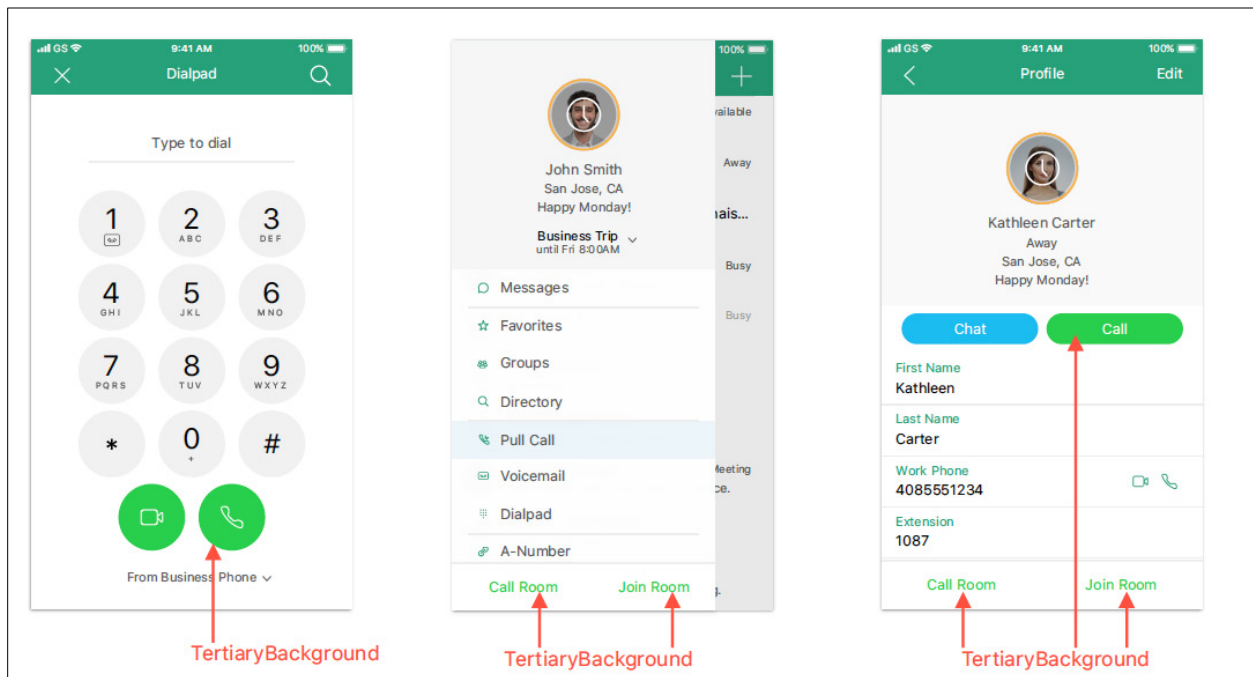 GS
9:41 AM
100%
Dialpad
Type to dial
1
2
ABC
3
DEF
4
GHI
5
JKL
6
MNO
7
PQRS
8
TUV
9
WXYZ
*
0
+
#
From Business Phone
TertiaryBackground
100%
John Smith
San Jose, CA
Happy Monday!
Business Trip
until Fri 8:00AM
Messages
Favorites
Groups
Directory
Pull Call
Voicemail
Dialpad
A-Number
Call Room
Join Room
vailable
Away
nais...
Busy
Busy
Meeting
ce.
g.
TertiaryBackground
GS
9:41 AM
100%
Profile
Edit
Kathleen Carter
Away
San Jose, CA
Happy Monday!
Chat
Call
First Name
Kathleen
Last Name
Carter
Work Phone
4085551234
Extension
1087
Call Room
Join Room
TertiaryBackground